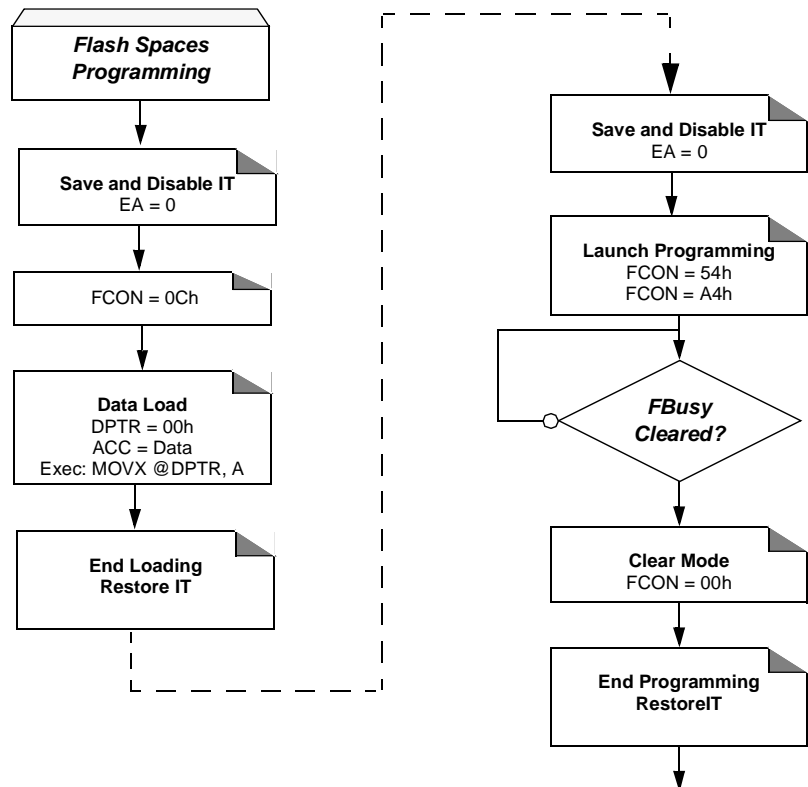 Flash Spaces
Programming
Save and Disable IT
EA = 0
FCON = 0Ch
Data Load
DPTR = 00h
ACC = Data
Exec: MOVX @DPTR, A
End Loading
Restore IT
Save and Disable IT
EA = 0
Launch Programming
FCON = 54h
FCON = A4h
FBusy
Cleared?
Clear Mode
FCON = 00h
End Programming
RestoreIT